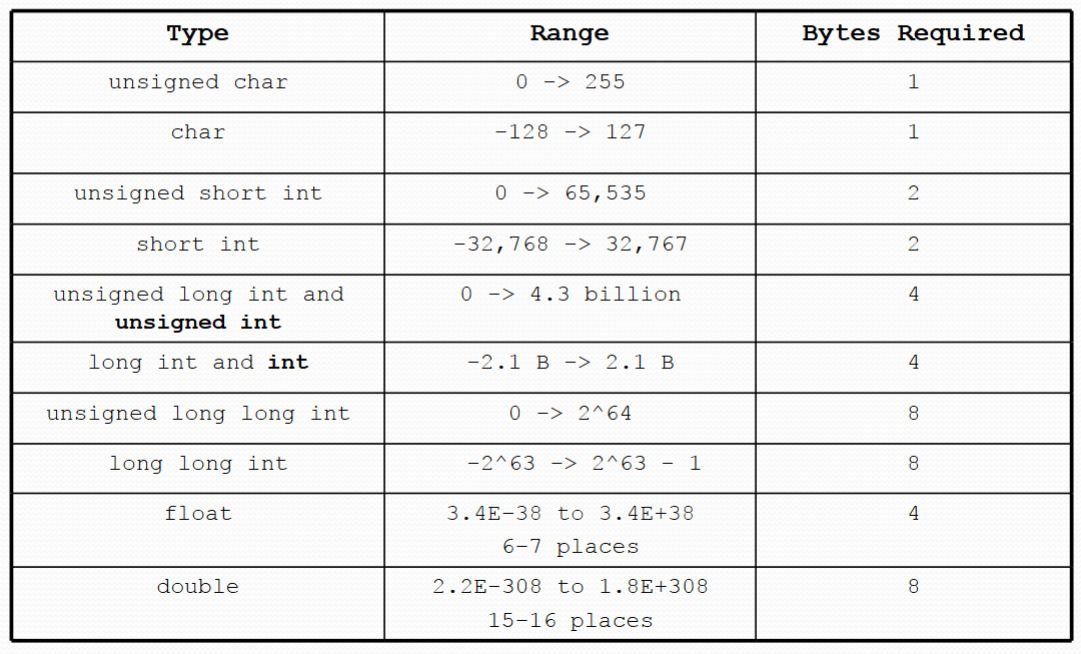 Type Range Bytes Required
unsigned char 0 -> 255 1
char -128 -> 127 1
unsigned short int 0 -> 65,535 2
short int -32,768 -> 32,767 2
unsigned long int and 0 -> 4.3 billion 4
unsigned int
long int and int -2.1 B -> 2.1 B 4
unsigned long long int 0 -> 2^64 8
long long int -2^63 -> 2^63 - 1 8
float 3.4E-38 to 3.4E+38 4
6-7 places
double 2.2E-308 to 1.8E+308 8
15-16 places